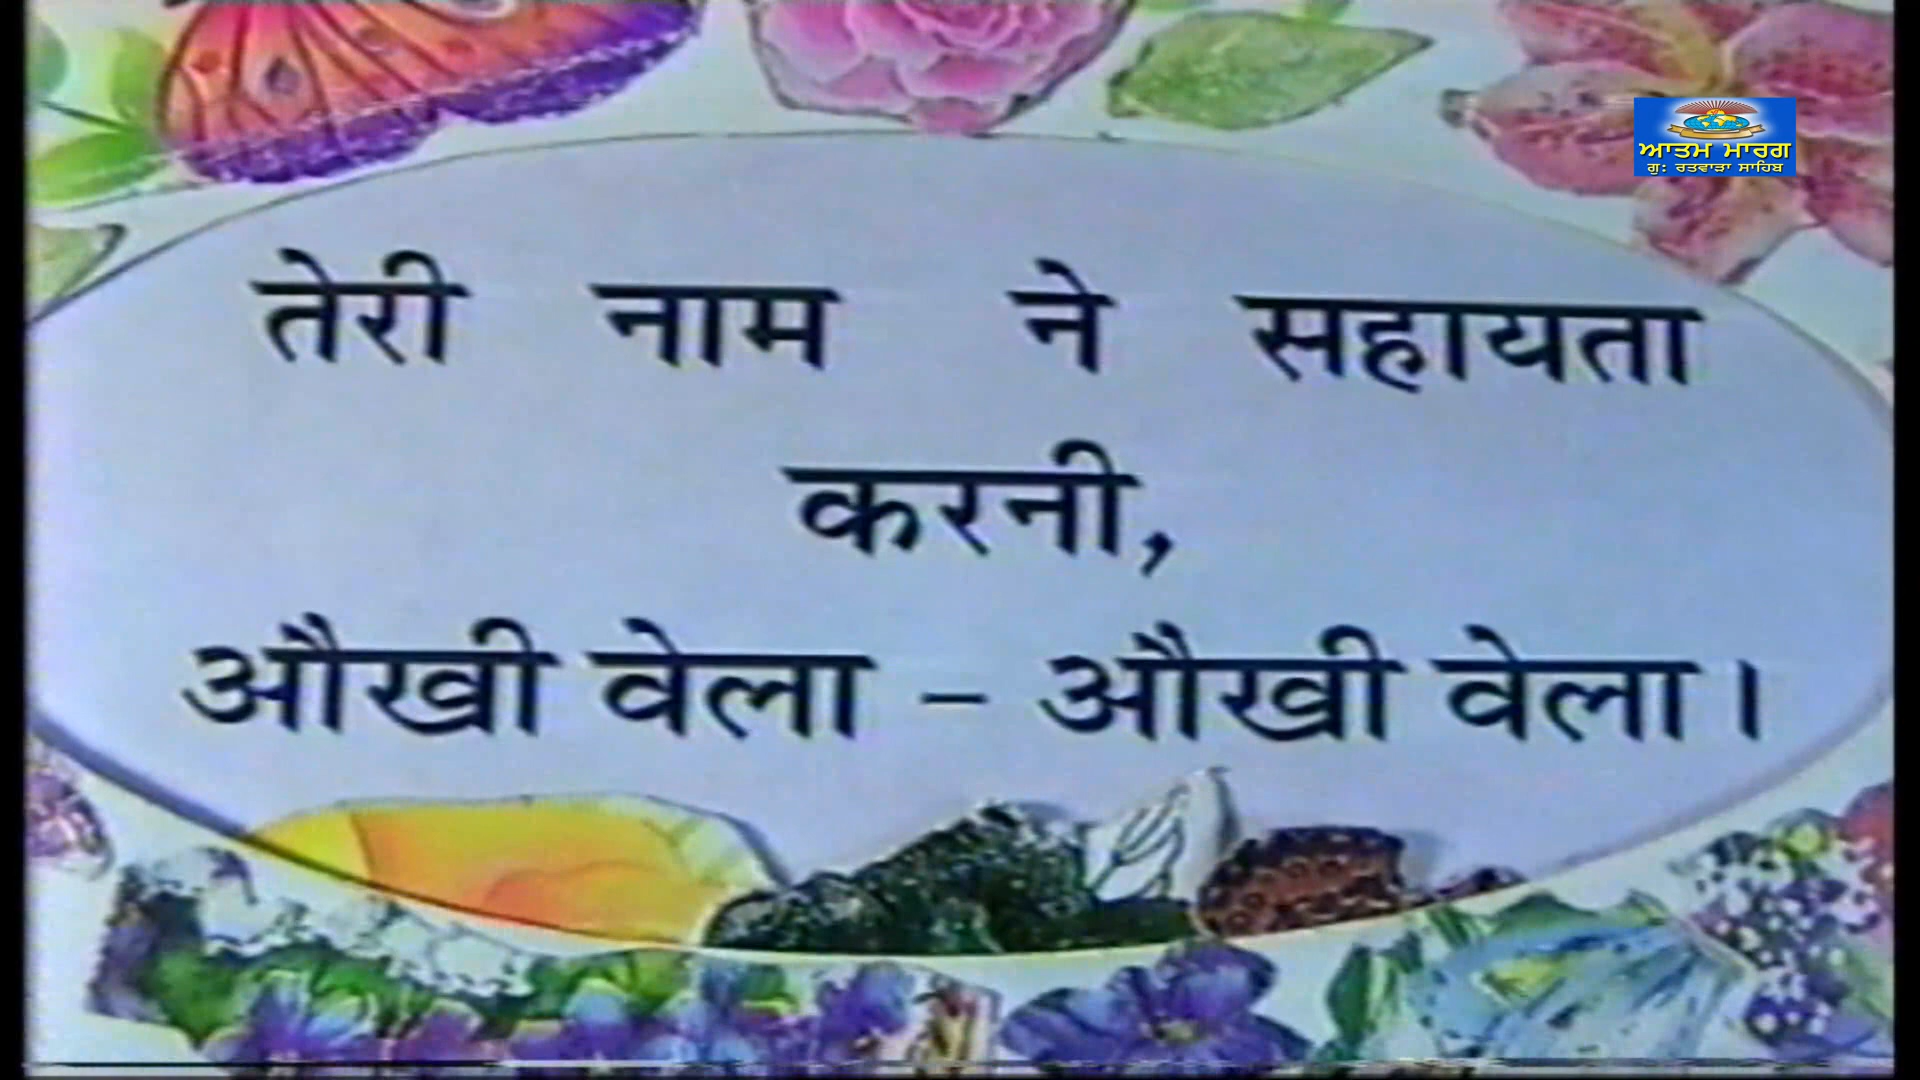 ਆਤਮ ਮਾਰਗ
ਗੁ: ਰਤਵਾੜਾ ਸਾਹਿਬ
तेरी नाम ने सहायता
करनी,
औखी वेला – औखी वेला।